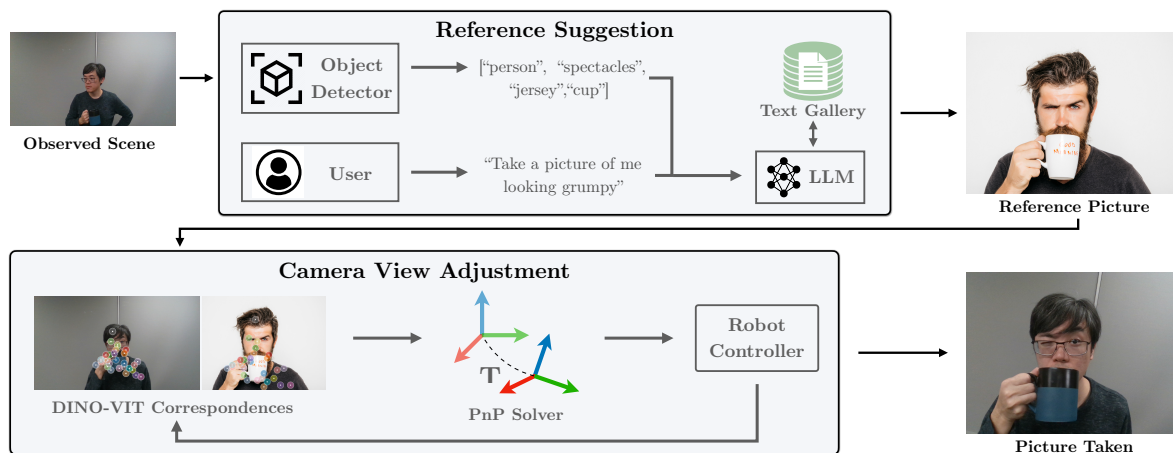 Reference Suggestion
Object
Detector
[“person”, “spectacles”,
“jersey”,“cup”]
Text Gallery
Observed Scene
User
“Take a picture of me
looking grumpy”
LLM
Reference Picture
Camera View Adjustment
T
Robot
Controller
DINO-VIT Correspondences
PnP Solver
Picture Taken